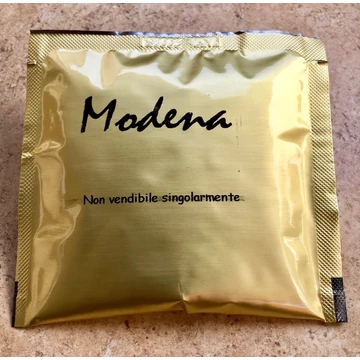 Modena
Non vendibile singolarmente